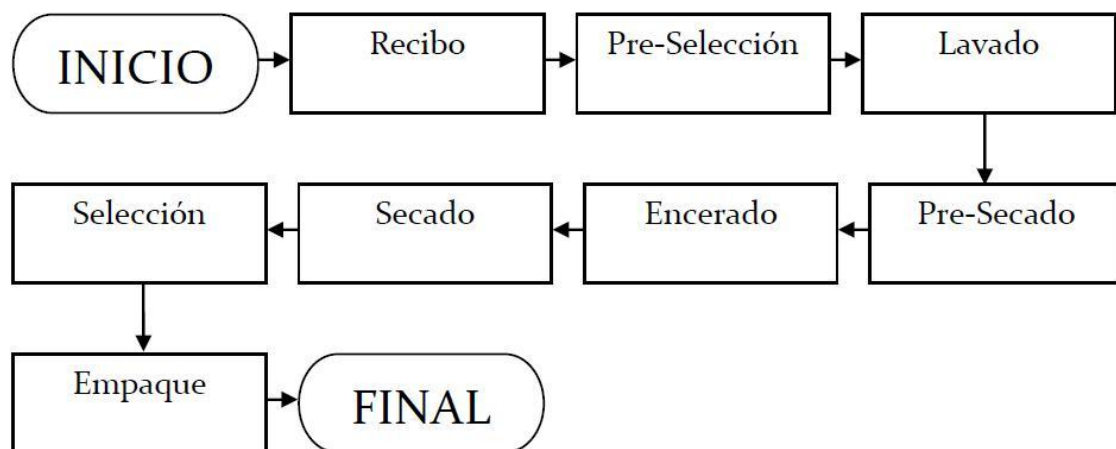 INICIO
Recibo
Pre-Selección
Lavado
Pre-Secado
Encerado
Secado
Selección
Empaque
FINAL